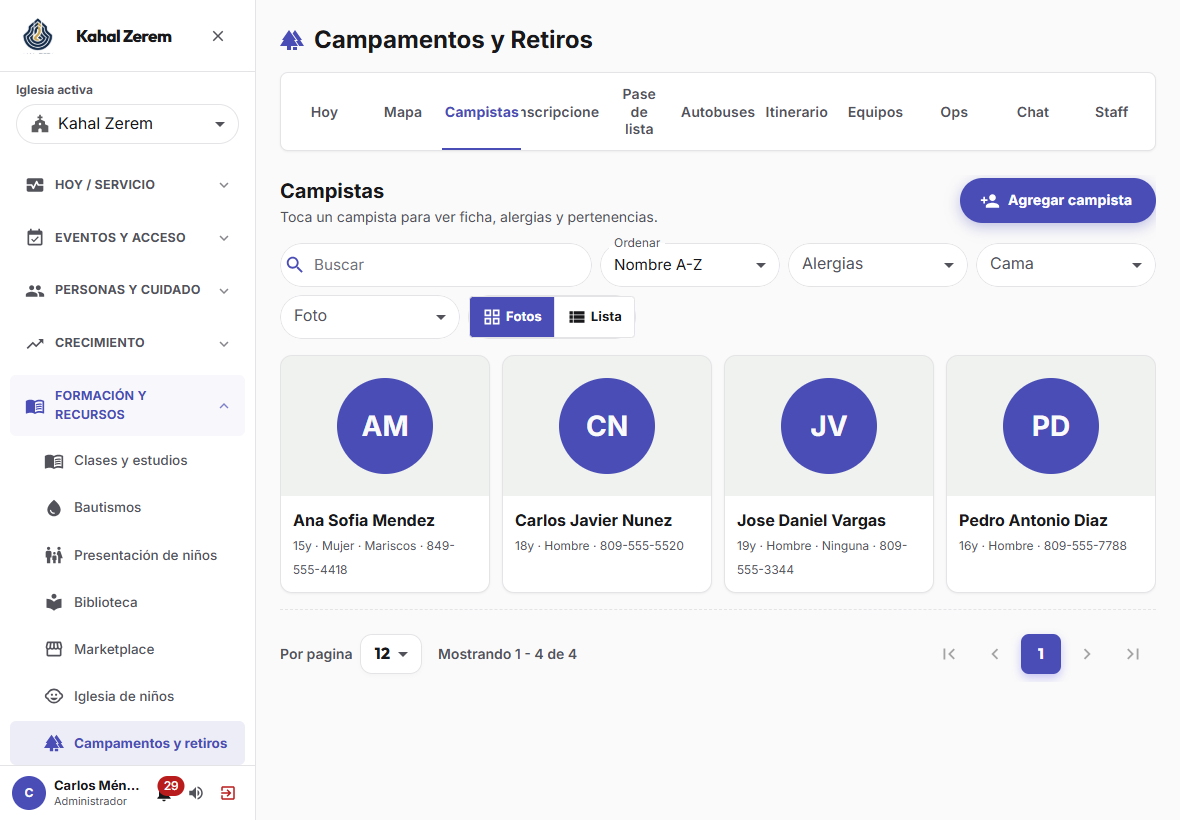 Kahal Zerem
Iglesia activa
Kahal Zerem
HOY / SERVICIO
EVENTOS Y ACCESO
PERSONAS Y CUIDADO
CRECIMIENTO
FORMACIÓN Y
RECURSOS
Clases y estudios
Bautismos
Presentación de niños
Biblioteca
Marketplace
Iglesia de niños
Campamentos y retiros
C
Carlos Mén...
Administrador
29
Campamentos y Retiros
Hoy
Mapa
Campistas
nscripcione
Pase
de
lista
Autobuses
Itinerario
Equipos
Ops
Chat
Staff
Campistas
Toca un campista para ver ficha, alergias y pertenencias.
Agregar campista
Buscar
Ordenar
Nombre A-Z
Alergias
Cama
Foto
Fotos
Lista
AM
Ana Sofia Mendez
15y · Mujer · Mariscos · 849-
555-4418
CN
Carlos Javier Nunez
18y · Hombre · 809-555-5520
JV
Jose Daniel Vargas
19y · Hombre · Ninguna · 809-
555-3344
PD
Pedro Antonio Diaz
16y · Hombre · 809-555-7788
Por pagina
12
Mostrando 1 - 4 de 4
1